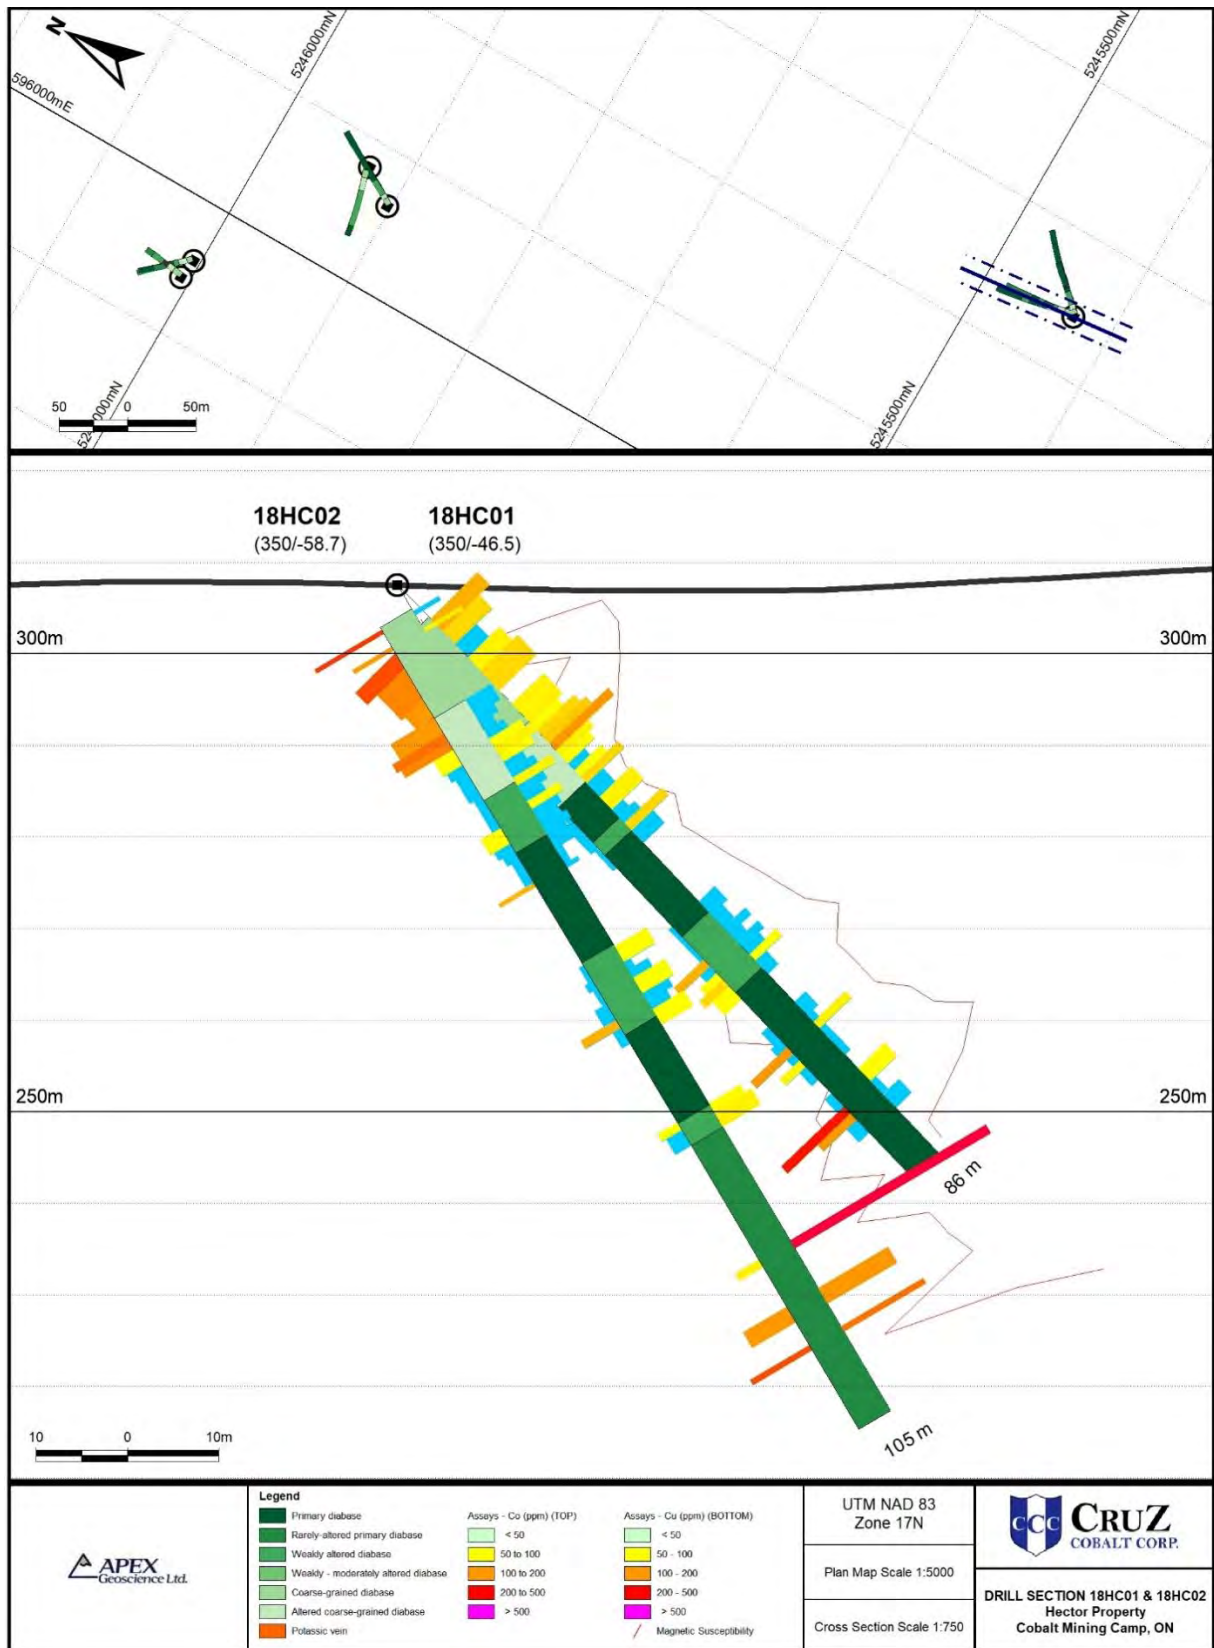 N
596000mE
5246000mN
5245500mN
5245500mN
50 0 50m
18HC02 18HC01
(350/-58.7) (350/-46.5)
300m 300m
250m 250m
86 m
105 m
10 0 10m
APEX
Geoscience Ltd.
Legend
Primary diabase
Rarely-altered primary diabase
Weakly altered diabase
Weakly - moderately altered diabase
Coarse-grained diabase
Altered coarse-grained diabase
Potassic vein
Assays - Co (ppm) (TOP)
< 50
50 to 100
100 to 200
200 to 500
> 500
Assays - Cu (ppm) (BOTTOM)
< 50
50 - 100
100 - 200
200 - 500
> 500
Magnetic Susceptibility
UTM NAD 83
Zone 17N
Plan Map Scale 1:5000
Cross Section Scale 1:750
CCC
CRUZ
COBALT CORP.
DRILL SECTION 18HC01 & 18HC02
Hector Property
Cobalt Mining Camp, ON